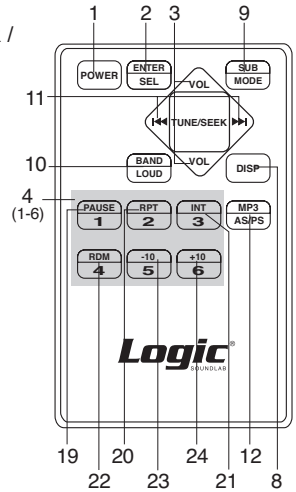 /
1 2 3 9
POWER ENTER SEL VOL SUB MODE
11 TUNE/SEEK
10 BAND LOUD VOL DISP
4
(1-6)
PAUSE 1 RPT 2 INT 3 MP3 AS/PS
RDM 4 -10 5 +10 6
Logic®
SOUNDLAB
19 20 24 12
22 23 21 8